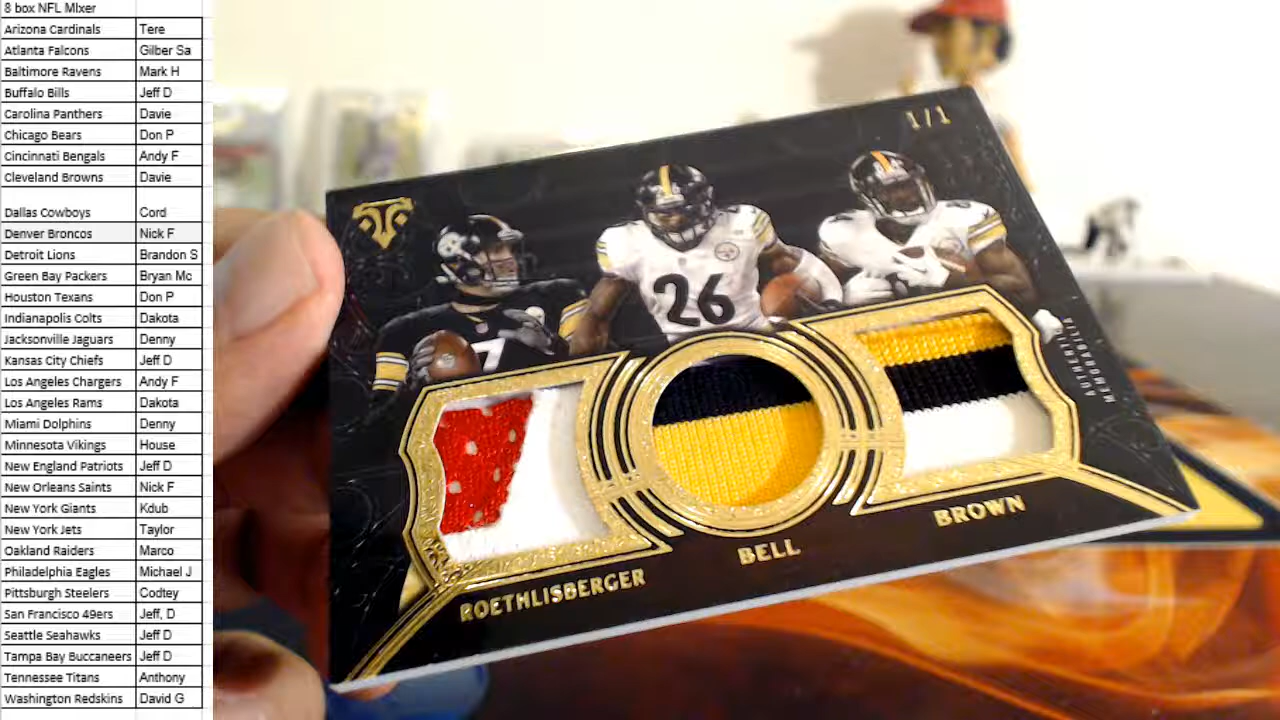 8 box NFL MIxer
Arizona Cardinals Tere
Atlanta Falcons Gilber Sa
Baltimore Ravens Mark H
Buffalo Bills Jeff D
Carolina Panthers Davie
Chicago Bears Don P
Cincinnati Bengals Andy F
Cleveland Browns Davie
Dallas Cowboys Cord
Denver Broncos Nick F
Detroit Lions Brandon S
Green Bay Packers Bryan Mc
Houston Texans Don P
Indianapolis Colts Dakota
Jacksonville Jaguars Denny
Kansas City Chiefs Jeff D
Los Angeles Chargers Andy F
Los Angeles Rams Dakota
Miami Dolphins Denny
Minnesota Vikings House
New England Patriots Jeff D
New Orleans Saints Nick F
New York Giants Kdub
New York Jets Taylor
Oakland Raiders Marco
Philadelphia Eagles Michael J
Pittsburgh Steelers Codtey
San Francisco 49ers Jeff, D
Seattle Seahawks Jeff D
Tampa Bay Buccaneers Jeff D
Tennessee Titans Anthony
Washington Redskins David G
1/1
26
7
AUTHENTIC
MEMORABILIA
ROETHLISBERGER
BELL
BROWN